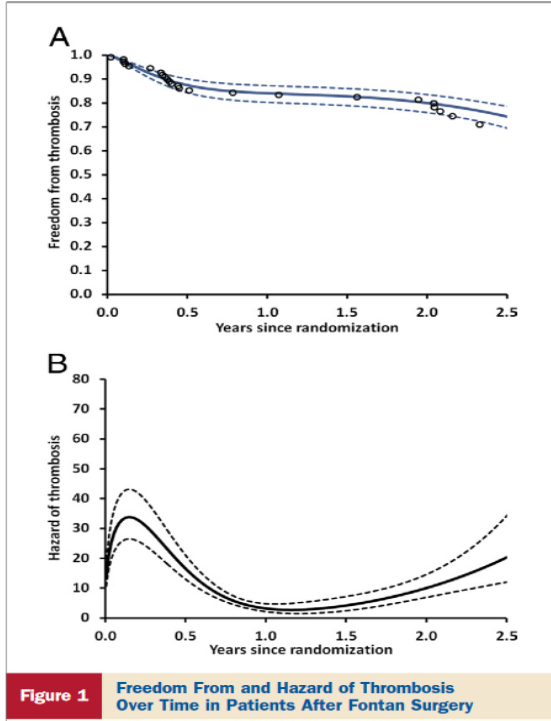 A
1.0
0.9
0.8
0.7
0.6
0.5
0.4
0.3
0.2
0.1
0.0
Freedom from thrombosis
0.0 0.5 1.0 1.5 2.0 2.5
Years since randomization
B
80
70
60
50
40
30
20
10
0
Hazard of thrombosis
0.0 0.5 1.0 1.5 2.0 2.5
Years since randomization
Figure 1
Freedom From and Hazard of Thrombosis
Over Time in Patients After Fontan Surgery